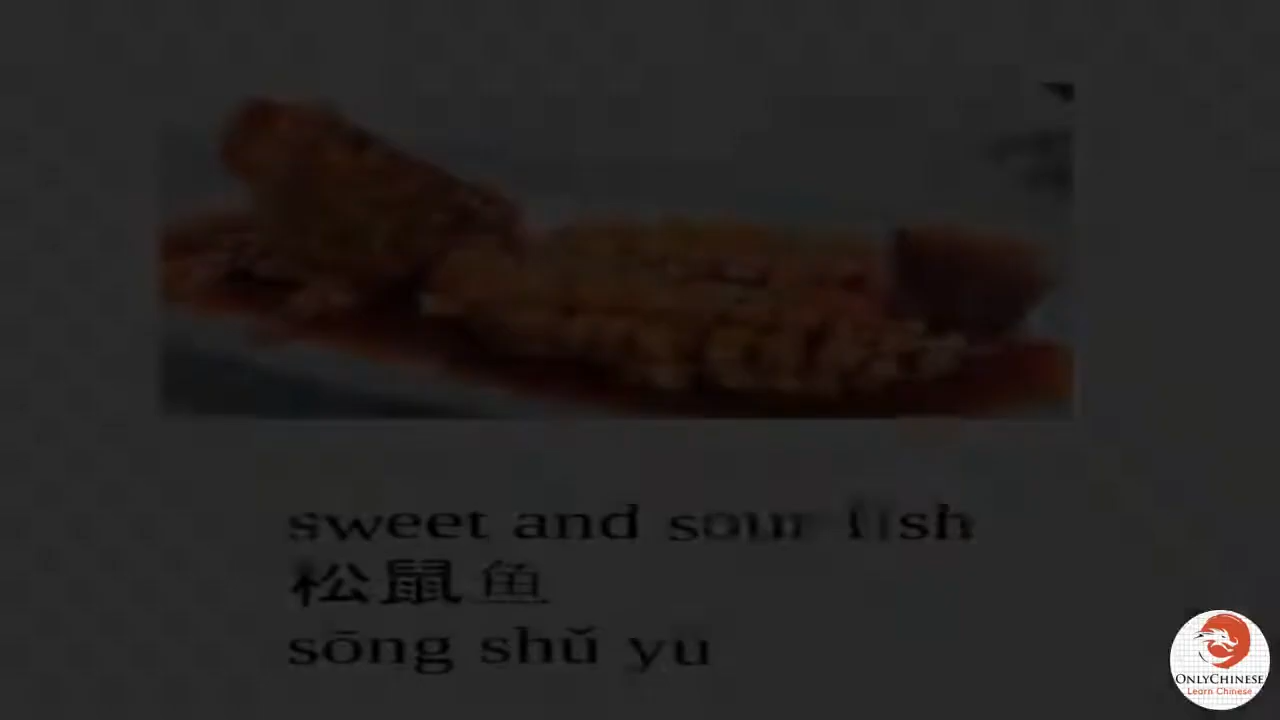 sweet and sour fish
松鼠鱼
sōng shǔ yu
ONLYCHINESE
Learn Chinese